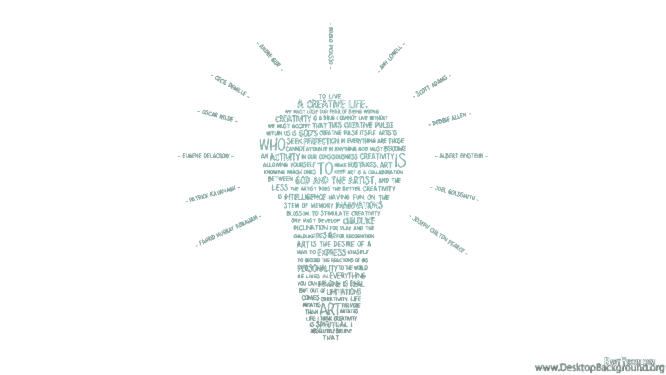 - PABLO PICASSO -
- AMY LOWELL -
- ANDRE GIDE -
- SCOTT ADAMS -
- CECIL DEMILLE -
- DEBBIE ALLEN -
- OSCAR WILDE -
- EUGENE DELACROIX -
- ALBERT EINSTEIN -
- PATRICK KAVANAGH -
- JOEL GOLDSMITH -
- JOSEPH CHILTON PEARCE -
TO LIVE
A CREATIVE LIFE,
WE MUST LOSE OUR FEAR OF BEING WRONG
CREATIVITY IS A DRUG I CANNOT LIVE WITHOUT
WE MUST ACCEPT THAT THIS CREATIVE PULSE
WITHIN US IS GOD'S CREATIVE PULSE ITSELF ARTISTS
WHO SEEK PERFECTION IN EVERYTHING ARE THOSE
CANNOT ATTAIN IT IN ANYTHING GOD MUST BECOME
AN ACTIVITY IN OUR CONSCIOUSNESS CREATIVITY IS
ALLOWING YOURSELF TO MAKE MISTAKES. ART IS
KNOWING WHICH ONES TO KEEP ART IS A COLLABORATION
BETWEEN GOD AND THE ARTIST, AND THE
LESS THE ARTIST DOES THE BETTER. CREATIVITY
IS INTELLIGENCE HAVING FUN ON THE
STEM OF MEMORY IMAGINATIONS
BLOSSOM TO STIMULATE CREATIVITY
ONE MUST DEVELOP CHILDLIKE
INCLINATION FOR PLAY AND THE
CHILDLIKE DESIRE FOR RECOGNITION
ART IS THE DESIRE OF A
MAN TO EXPRESS HIMSELF
TO RECORD THE REACTIONS OF HIS
PERSONALITY TO THE WORLD
HE LIVES IN EVERYTHING
YOU CAN IMAGINE IS REAL
ART OUT OF LIMITATIONS
COMES CREATIVITY. LIFE
IMITATES ART FAR MORE
THAN ART IMITATES
LIFE I THINK CREATIVITY
IS SPIRITUAL I
ABSOLUTELY BELIEVE
THAT
www.DesktopBackground.org